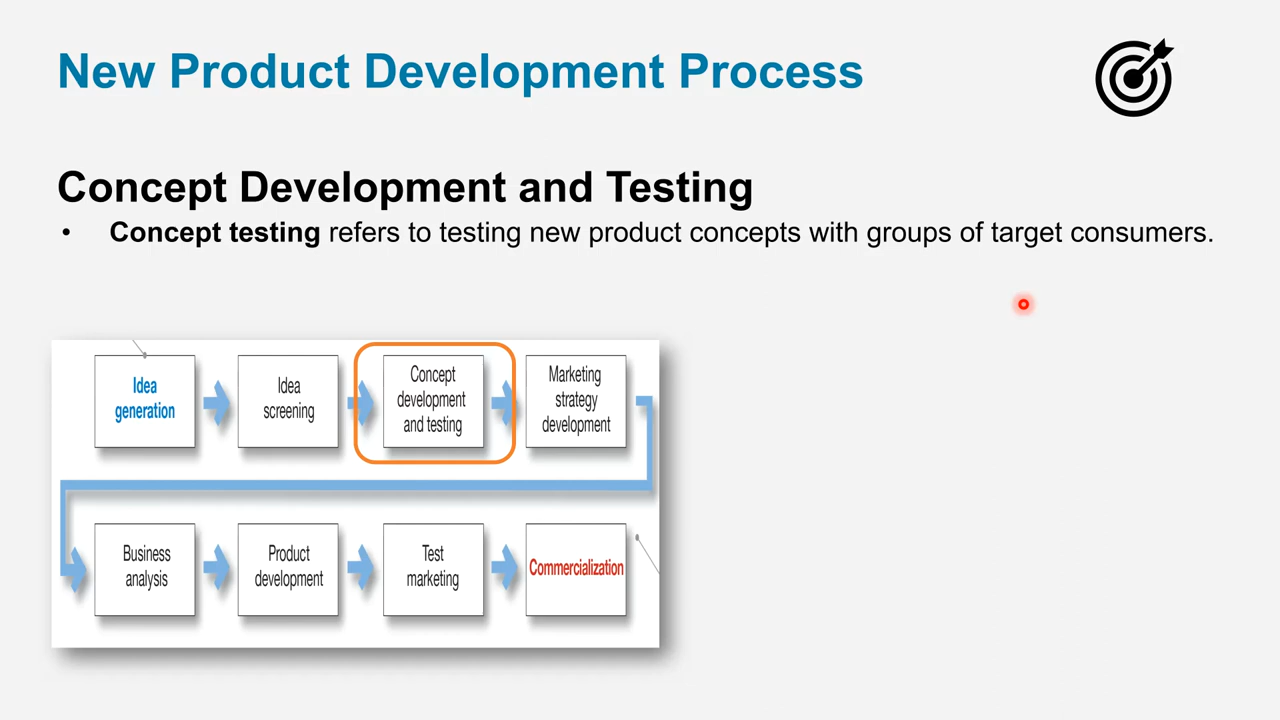 New Product Development Process
Concept Development and Testing
• Concept testing refers to testing new product concepts with groups of target consumers.
Idea
generation
Idea
screening
Concept
development
and testing
Marketing
strategy
development
Business
analysis
Product
development
Test
marketing
Commercialization